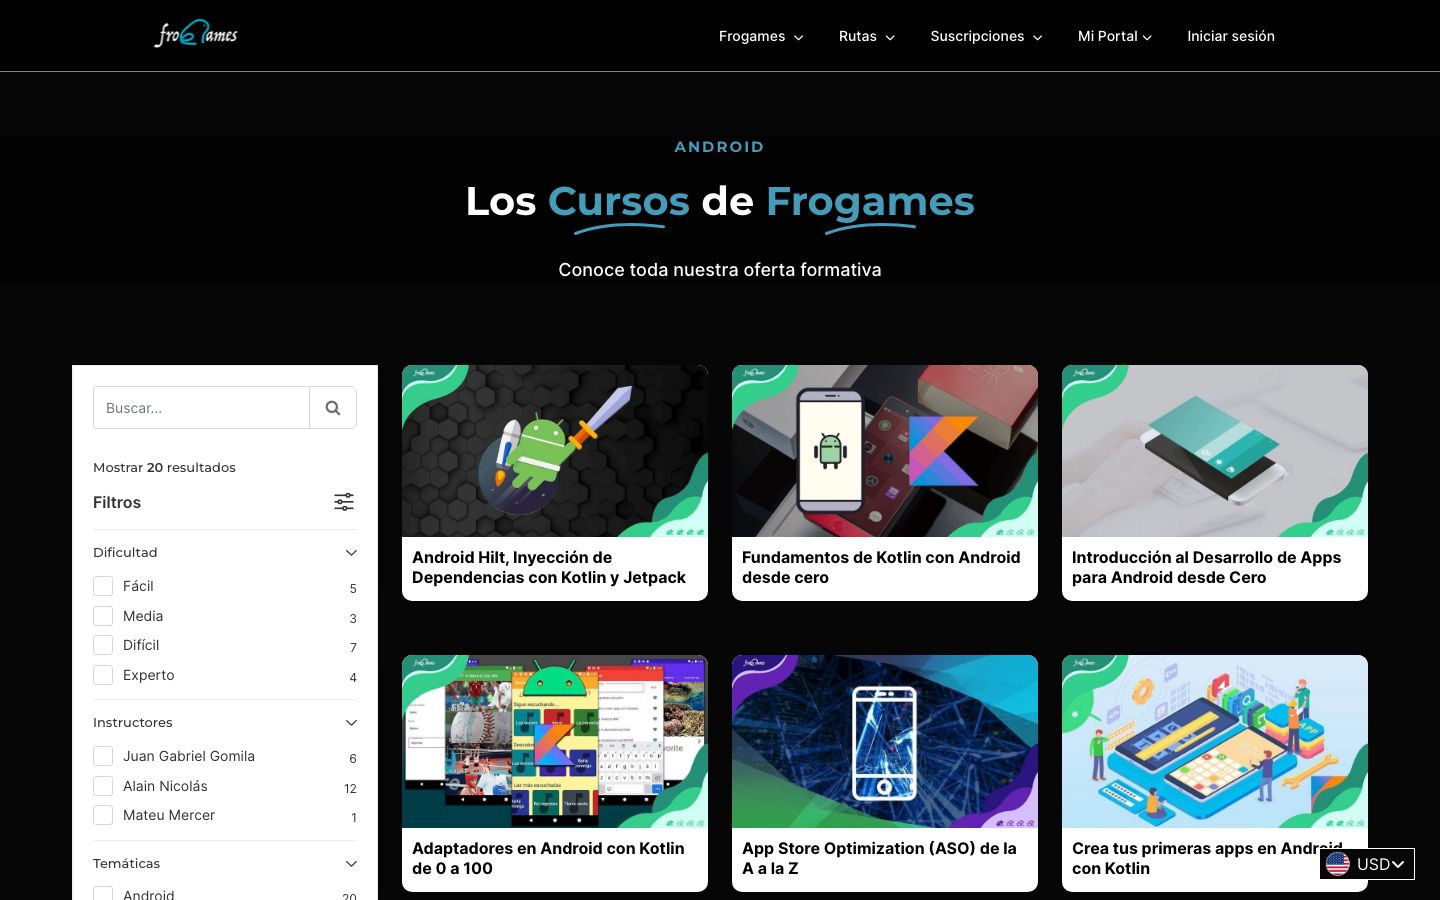 frogames
Frogames
Rutas
Suscripciones
Mi Portal
Iniciar sesión
ANDROID
Los Cursos de Frogames
Conoce toda nuestra oferta formativa
Buscar...
Mostrar 20 resultados
Filtros
Dificultad
Fácil 5
Media 3
Difícil 7
Experto 4
Instructores
Juan Gabriel Gomila 6
Alain Nicolás 12
Mateu Mercer 1
Temáticas
Android 20
Android Hilt, Inyección de
Dependencias con Kotlin y Jetpack
Fundamentos de Kotlin con Android
desde cero
Introducción al Desarrollo de Apps
para Android desde Cero
Adaptadores en Android con Kotlin
de 0 a 100
App Store Optimization (ASO) de la
A a la Z
Crea tus primeras apps en Android
con Kotlin
USD